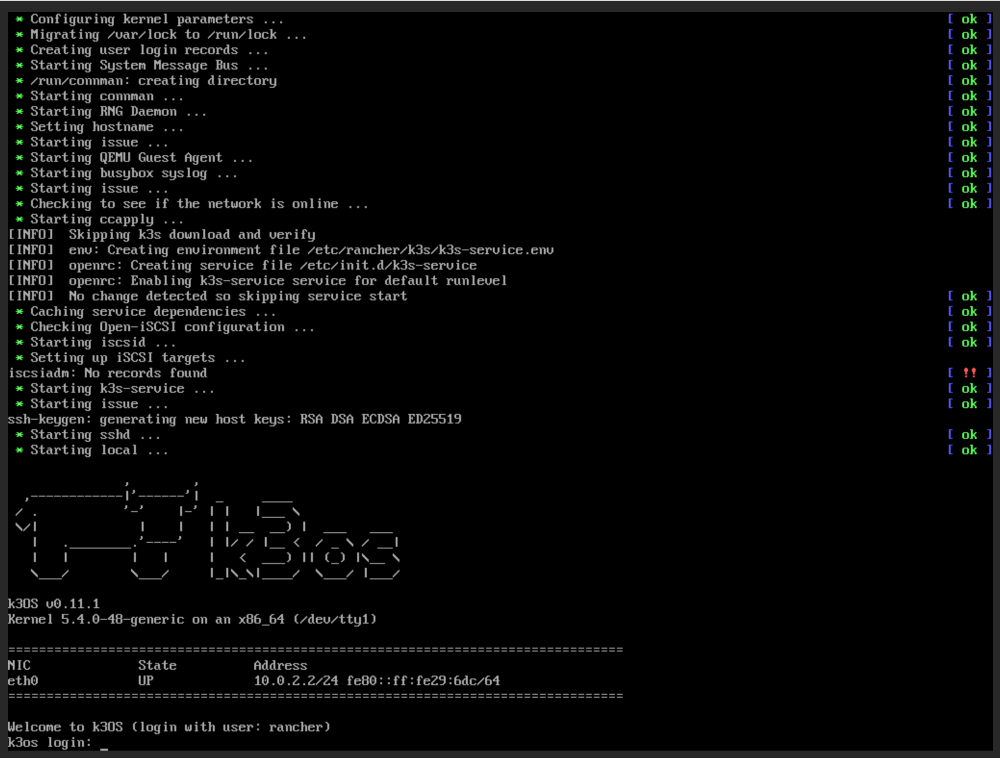 * Configuring kernel parameters ... [ ok ]
* Migrating /var/lock to /run/lock ... [ ok ]
* Creating user login records ... [ ok ]
* Starting System Message Bus ... [ ok ]
* /run/connman: creating directory [ ok ]
* Starting connman ... [ ok ]
* Starting RNG Daemon ... [ ok ]
* Setting hostname ... [ ok ]
* Starting issue ... [ ok ]
* Starting QEMU Guest Agent ... [ ok ]
* Starting busybox syslog ... [ ok ]
* Starting issue ... [ ok ]
* Checking to see if the network is online ... [ ok ]
* Starting ccapply ...
[INFO]  Skipping k3s download and verify
[INFO]  env: Creating environment file /etc/rancher/k3s/k3s-service.env
[INFO]  openrc: Creating service file /etc/init.d/k3s-service
[INFO]  openrc: Enabling k3s-service service for default runlevel
[INFO]  No change detected so skipping service start [ ok ]
* Caching service dependencies ... [ ok ]
* Checking Open-iSCSI configuration ... [ ok ]
* Starting iscsid ... [ ok ]
* Setting up iSCSI targets ...
iscsiadm: No records found [ !! ]
* Starting k3s-service ... [ ok ]
* Starting issue ... [ ok ]
ssh-keygen: generating new host keys: RSA DSA ECDSA ED25519
* Starting sshd ... [ ok ]
* Starting local ... [ ok ]
k3os
k3OS v0.11.1
Kernel 5.4.0-48-generic on an x86_64 (/dev/tty1)
================================================================================
NIC State Address
eth0 UP 10.0.2.2/24 fe80::ff:fe29:6dc/64
================================================================================
Welcome to k3OS (login with user: rancher)
k3os login: _